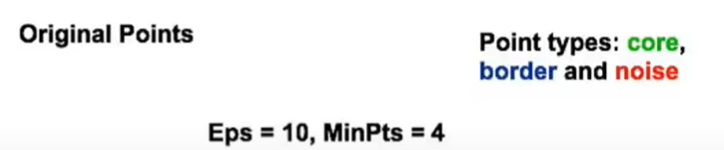 Original Points
Point types: core,
border and noise
Eps = 10, MinPts = 4